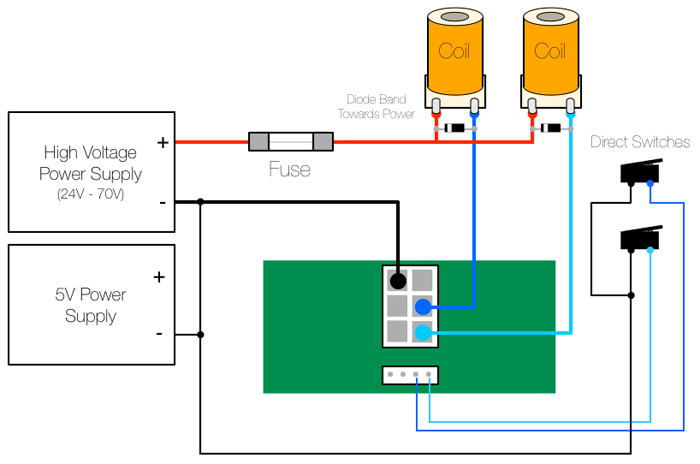 Coil
Coil
Diode Band
Towards Power
Direct Switches
High Voltage
Power Supply
(24V - 70V)
+
-
Fuse
5V Power
Supply
+
-